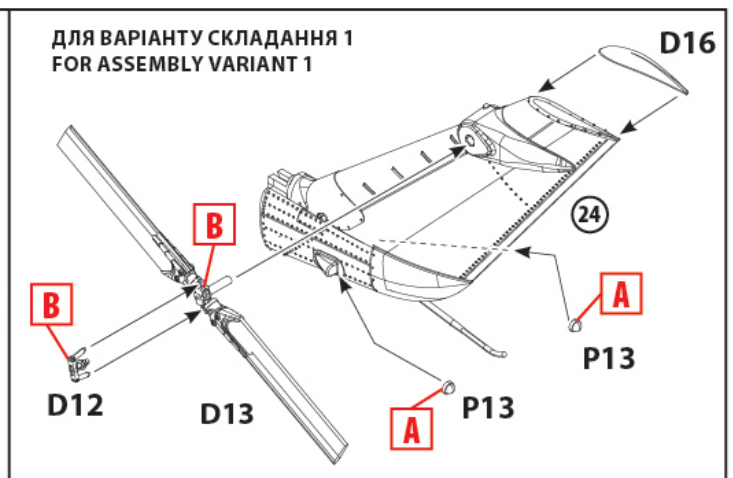 ДЛЯ ВАРІАНТУ СКЛАДАННЯ 1
FOR ASSEMBLY VARIANT 1
D16
24
B
B
A
P13
D12
D13
A
P13